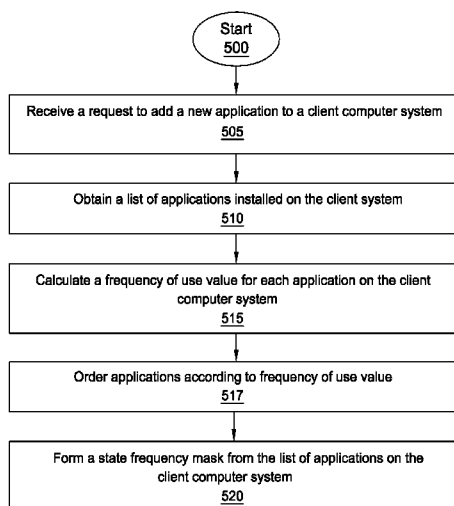 Start
500
Receive a request to add a new application to a client computer system
505
Obtain a list of applications installed on the client system
510
Calculate a frequency of use value for each application on the client
computer system
515
Order applications according to frequency of use value
517
Form a state frequency mask from the list of applications on the
client computer system
520